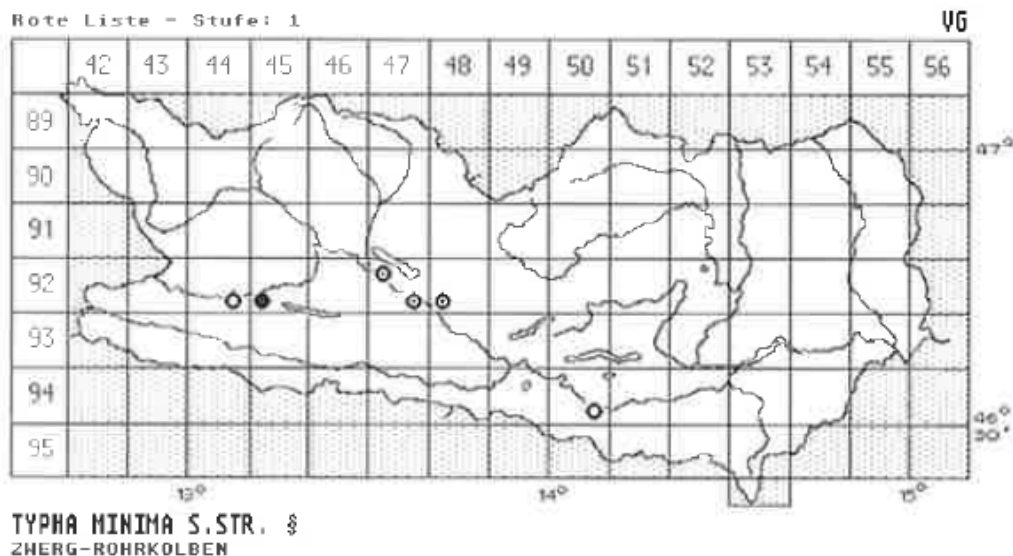 Rote Liste - Stufe: 1
VG
42 43 44 45 46 47 48 49 50 51 52 53 54 55 56
89
47°
90
91
92
93
94
46°
30'
95
13° 14° 15°
TYPHA MINIMA S.STR. §
ZWERG-ROHRKOLBEN